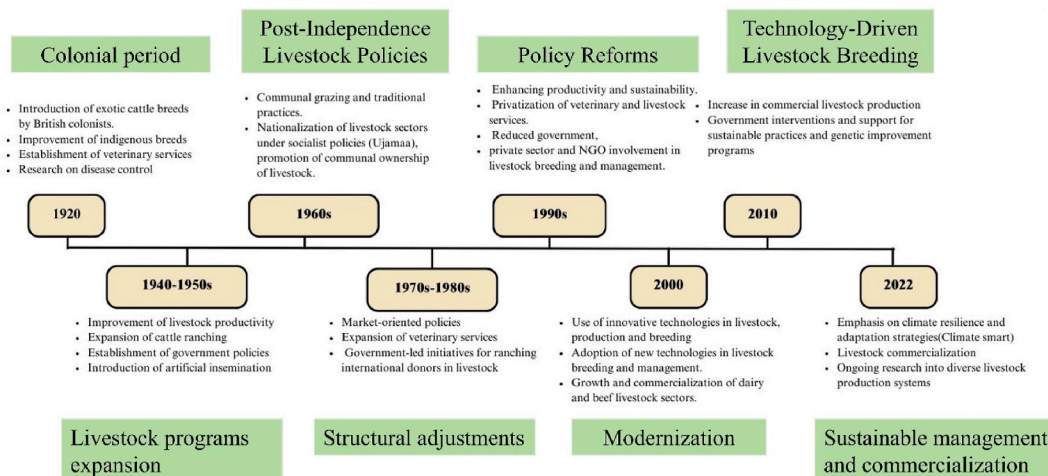 Colonial period
• Introduction of exotic cattle breeds
by British colonists.
• Improvement of indigenous breeds
• Establishment of veterinary services
• Research on disease control
1920
Post-Independence
Livestock Policies
• Communal grazing and traditional
practices.
• Nationalization of livestock sectors
under socialist policies (Ujamaa),
promotion of communal ownership
of livestock.
1960s
Policy Reforms
• Enhancing productivity and sustainability.
• Privatization of veterinary and livestock
services.
• Reduced government,
• private sector and NGO involvement in
livestock breeding and management.
1990s
Technology-Driven
Livestock Breeding
• Increase in commercial livestock production
• Government interventions and support for
sustainable practices and genetic improvement
programs
2010
1940-1950s
• Improvement of livestock productivity
• Expansion of cattle ranching
• Establishment of government policies
• Introduction of artificial insemination
Livestock programs
expansion
1970s-1980s
• Market-oriented policies
• Expansion of veterinary services
• Government-led initiatives for ranching
international donors in livestock
Structural adjustments
2000
• Use of innovative technologies in livestock,
production and breeding
• Adoption of new technologies in livestock
breeding and management.
• Growth and commercialization of dairy
and beef livestock sectors.
Modernization
2022
• Emphasis on climate resilience and
adaptation strategies(Climate smart)
• Livestock commercialization
• Ongoing research into diverse livestock
production systems
Sustainable management
and commercialization